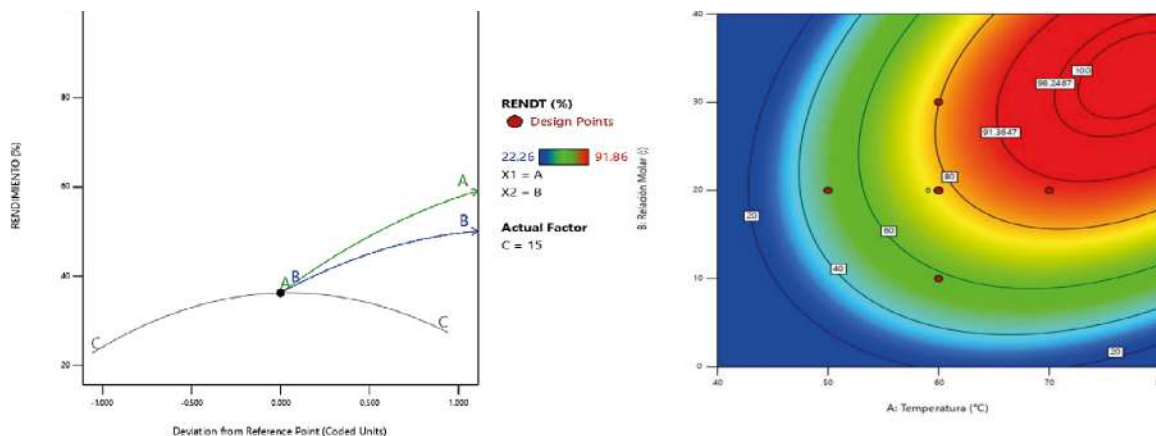 RENDIMIENTO (%)
80
60
40
20
A
B
A
B
C
C
-1.000
-0.500
0.000
0.500
1.000
Deviation from Reference Point (Coded Units)
RENDT (%)
Design Points
22.26
91.86
X1 = A
X2 = B
Actual Factor
C = 15
B: Relación Molar (:)
40
30
20
10
0
100
98.2487
91.3647
80
60
40
20
20
40
50
60
70
A: Temperatura (°C)